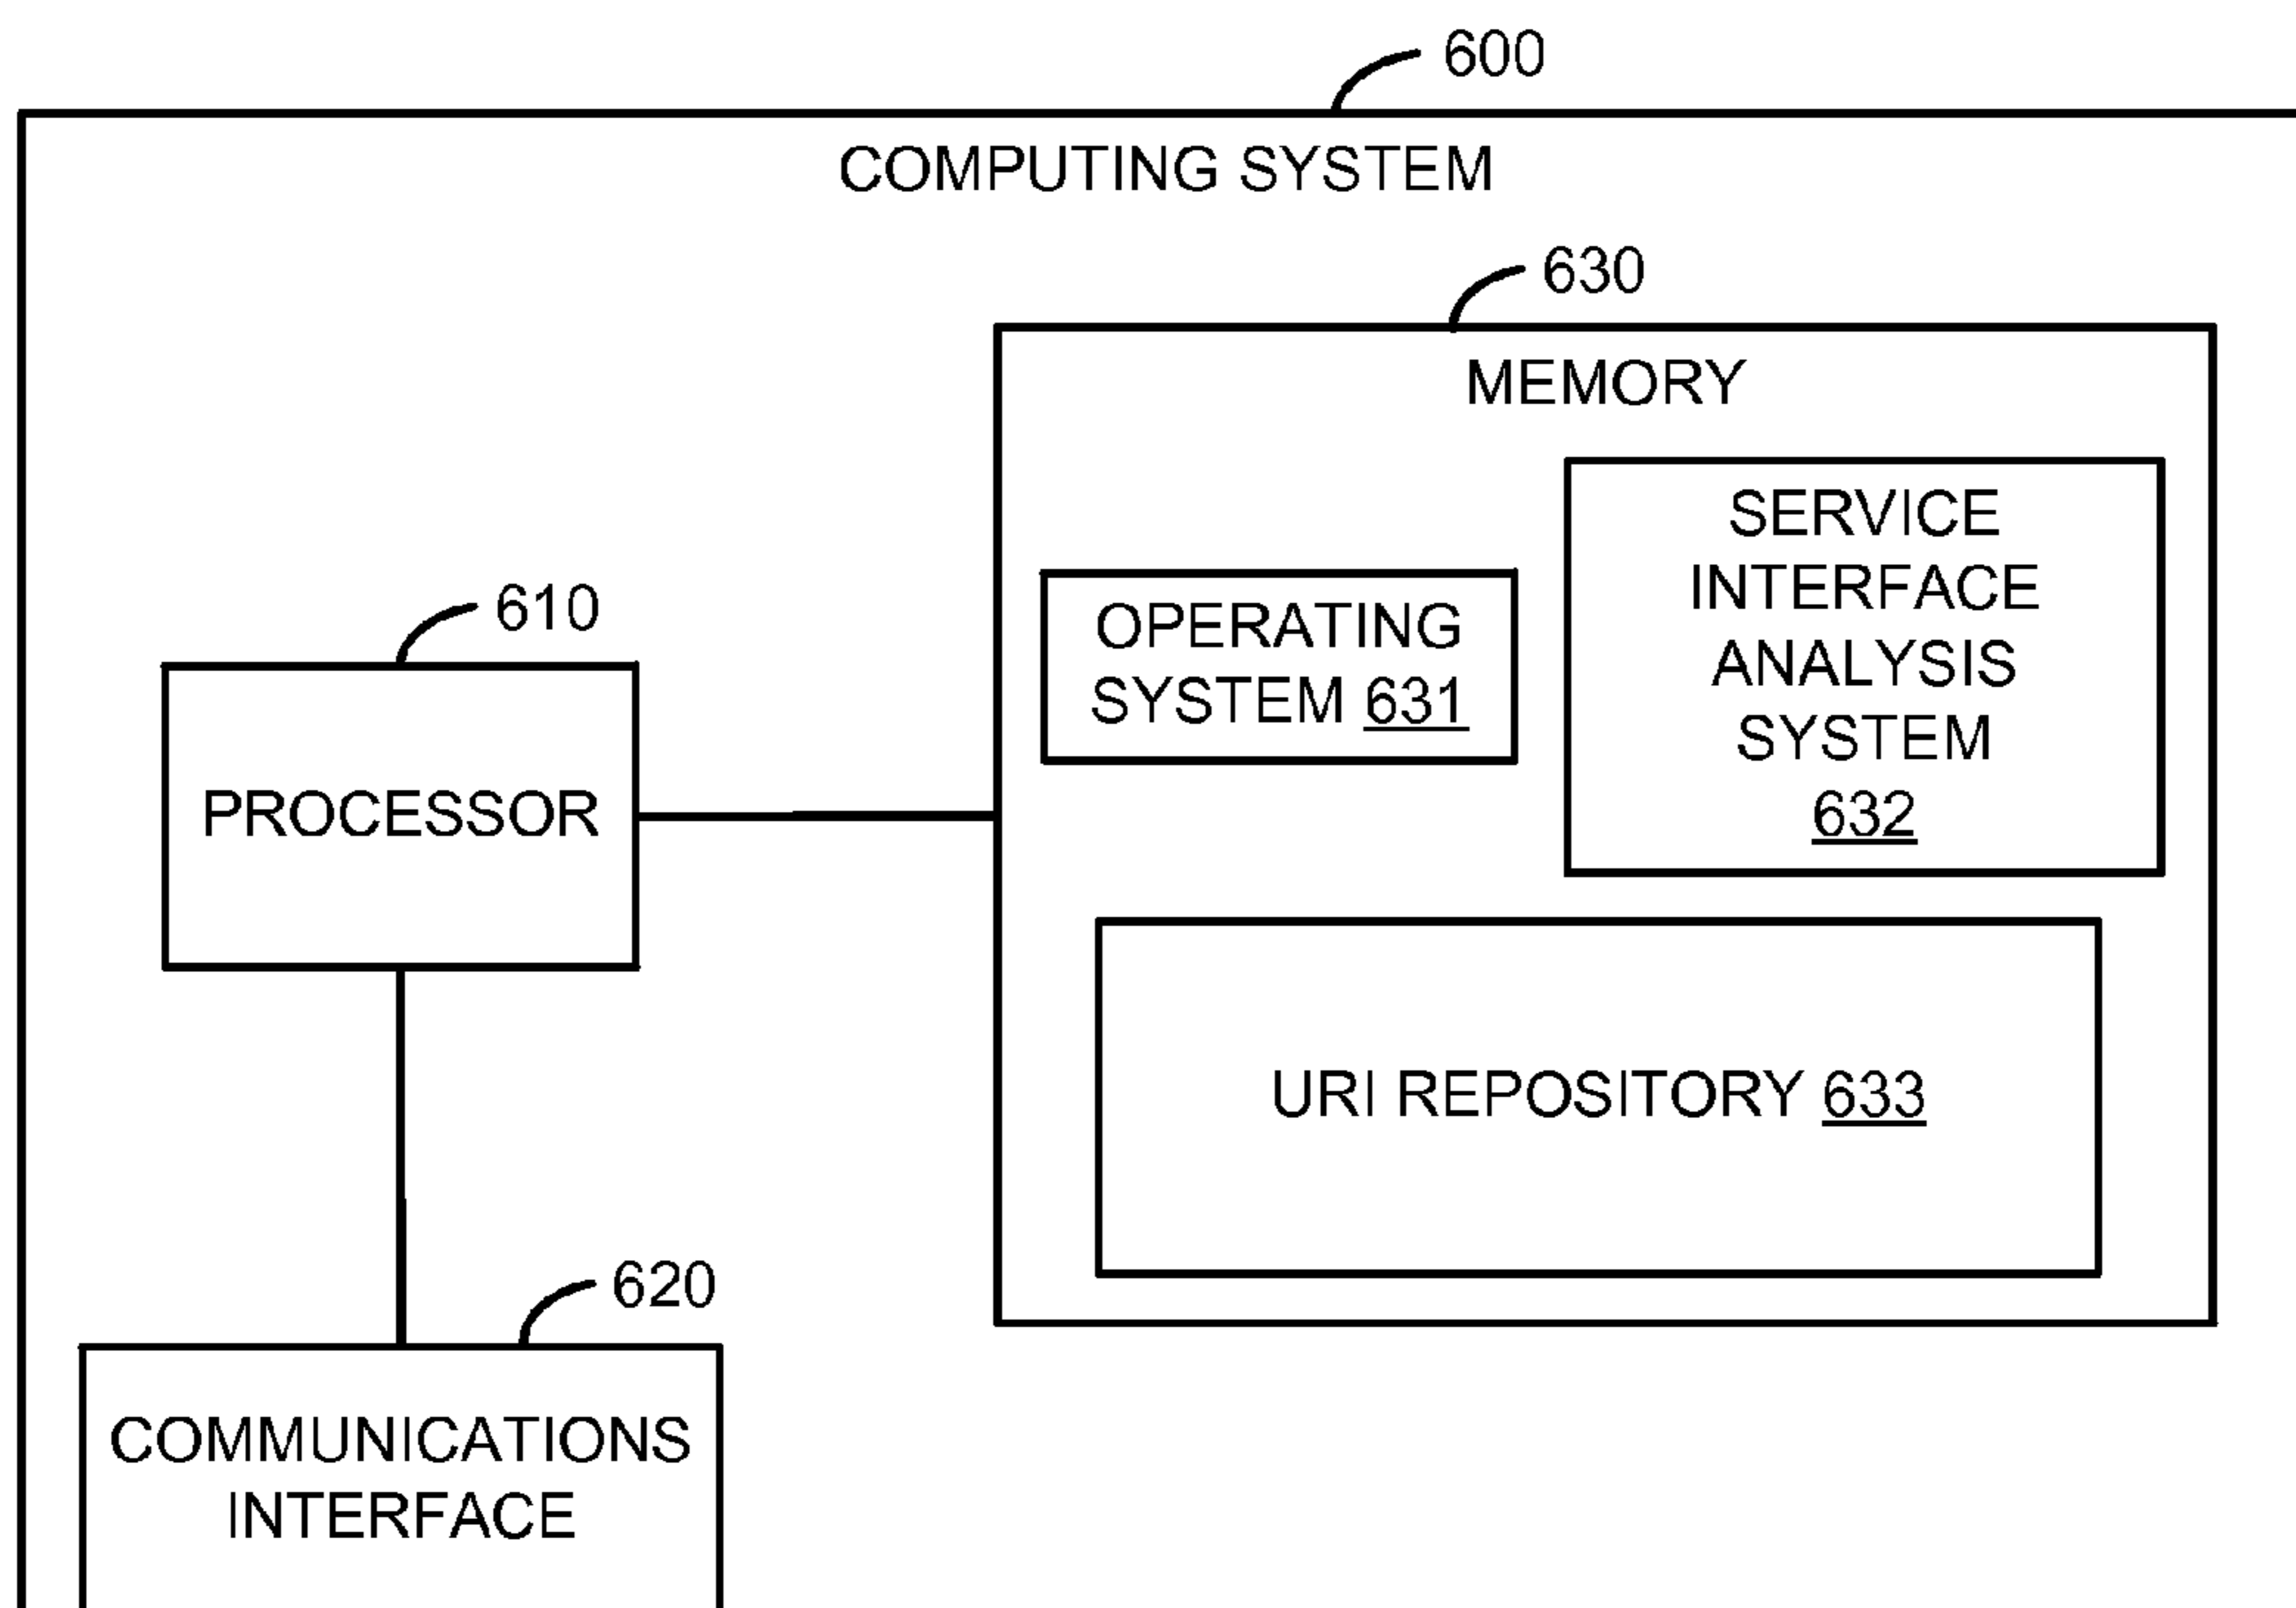 600
COMPUTING SYSTEM
630
MEMORY
SERVICE
INTERFACE
ANALYSIS
SYSTEM
632
OPERATING
SYSTEM 631
610
PROCESSOR
URI REPOSITORY 633
620
COMMUNICATIONS
INTERFACE